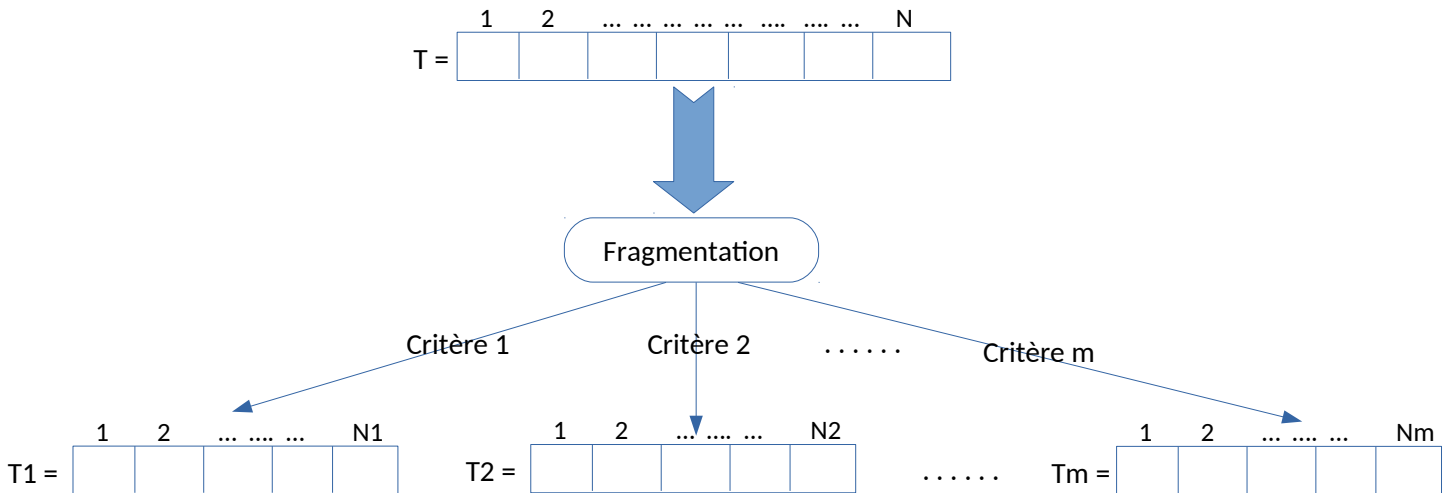 1 2 ... ... ... ... ... .... .... ... N
T =
Fragmentation
Critère 1 Critère 2 . . . . . . Critère m
1 2 ... .... ... N1 1 2 ... .... ... N2 1 2 ... .... ... Nm
T1 = T2 = . . . . . . Tm =